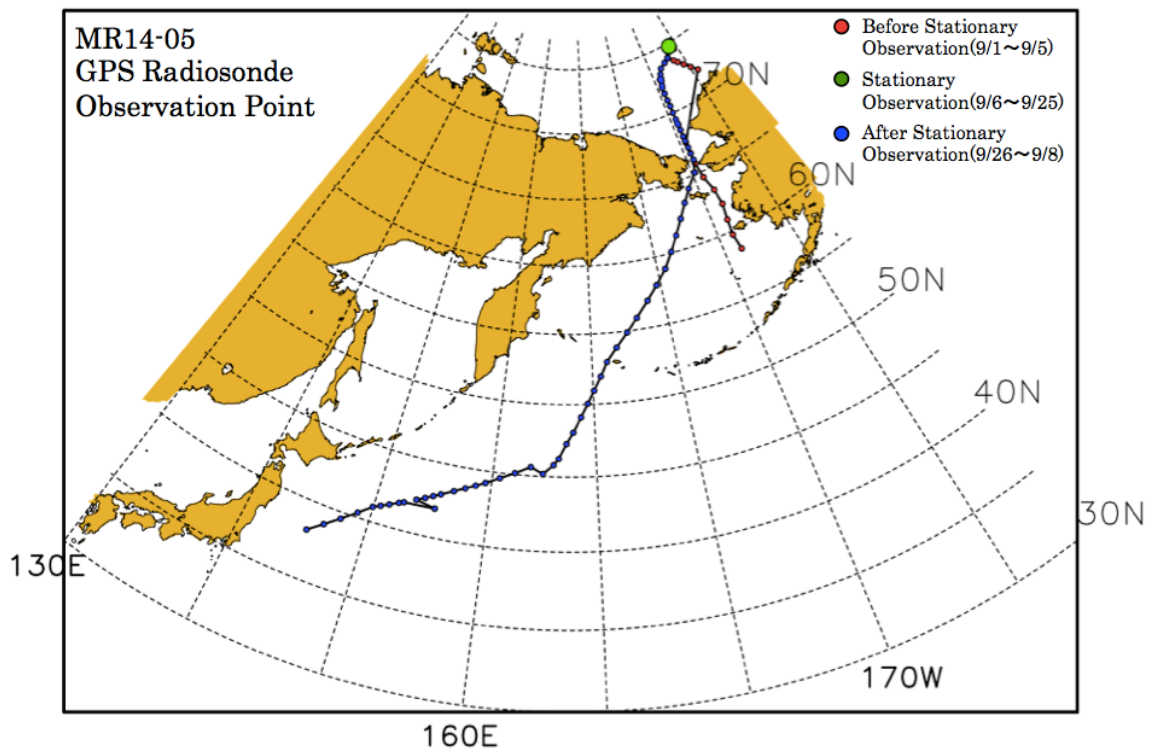 MR14-05
GPS Radiosonde
Observation Point
Before Stationary
Observation(9/1〜9/5)
Stationary
Observation(9/6〜9/25)
After Stationary
Observation(9/26〜9/8)
70N
60N
50N
40N
30N
130E
170W
160E